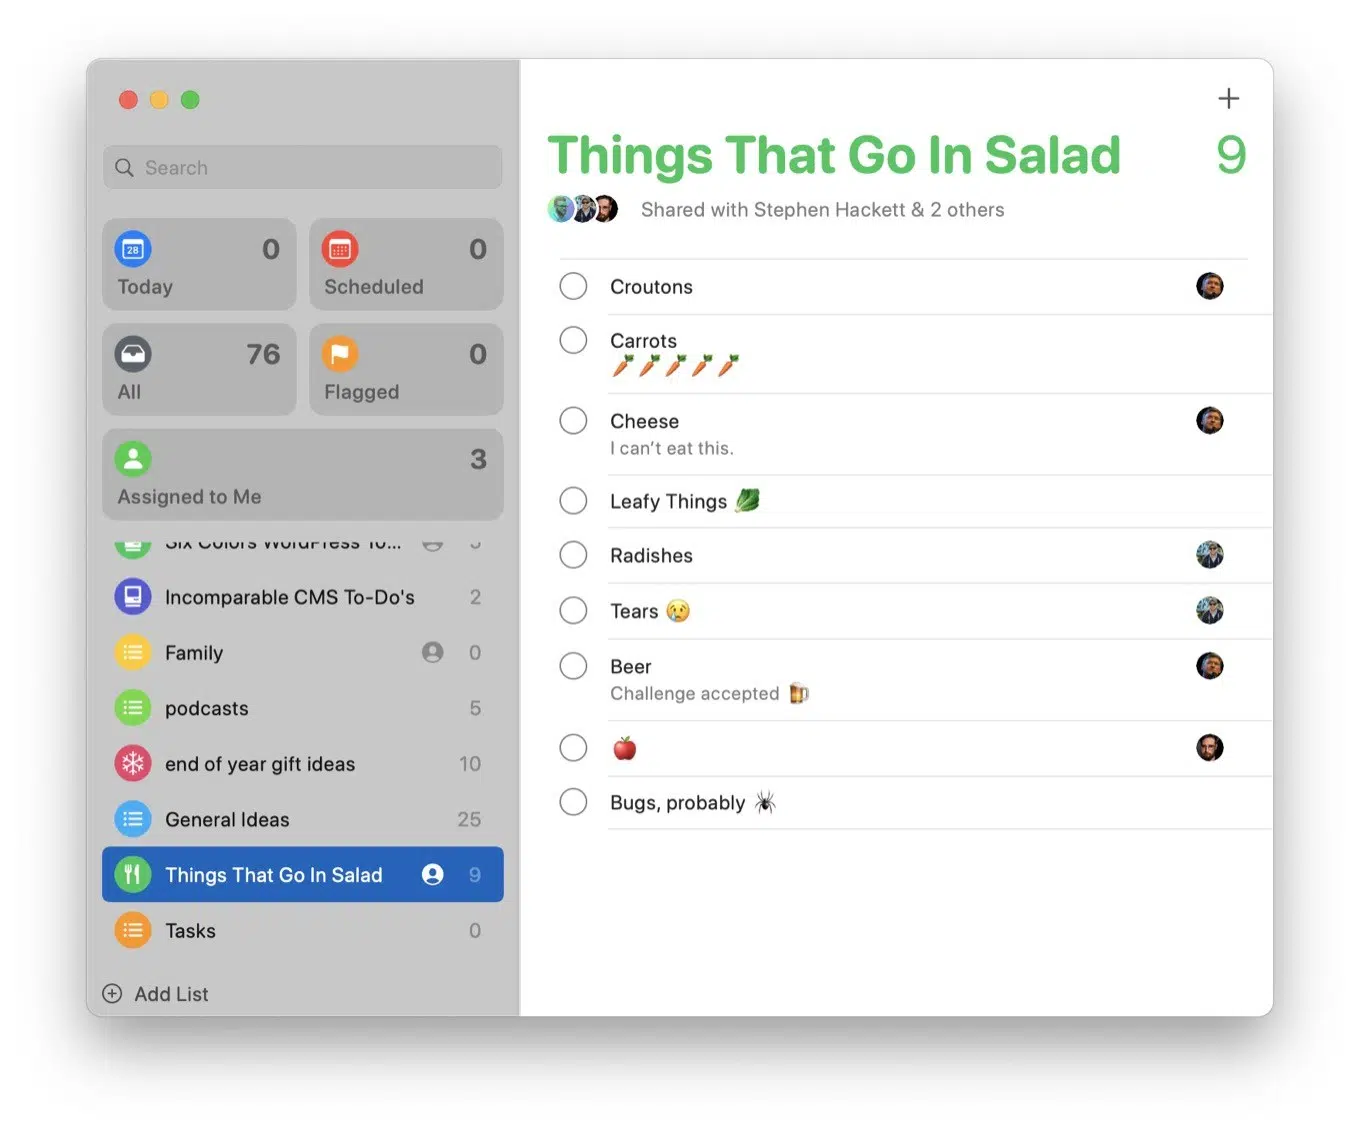 Search
28
0
Today
0
Scheduled
76
All
0
Flagged
3
Assigned to Me
Six Colors WordPress To...
Incomparable CMS To-Do's 2
Family 0
podcasts 5
end of year gift ideas 10
General Ideas 25
Things That Go In Salad 9
Tasks 0
Add List
Things That Go In Salad 9
Shared with Stephen Hackett & 2 others
Croutons
Carrots
🥕🥕🥕🥕🥕
Cheese
I can’t eat this.
Leafy Things 🥬
Radishes
Tears 😢
Beer
Challenge accepted 🍺
🍎
Bugs, probably 🕷